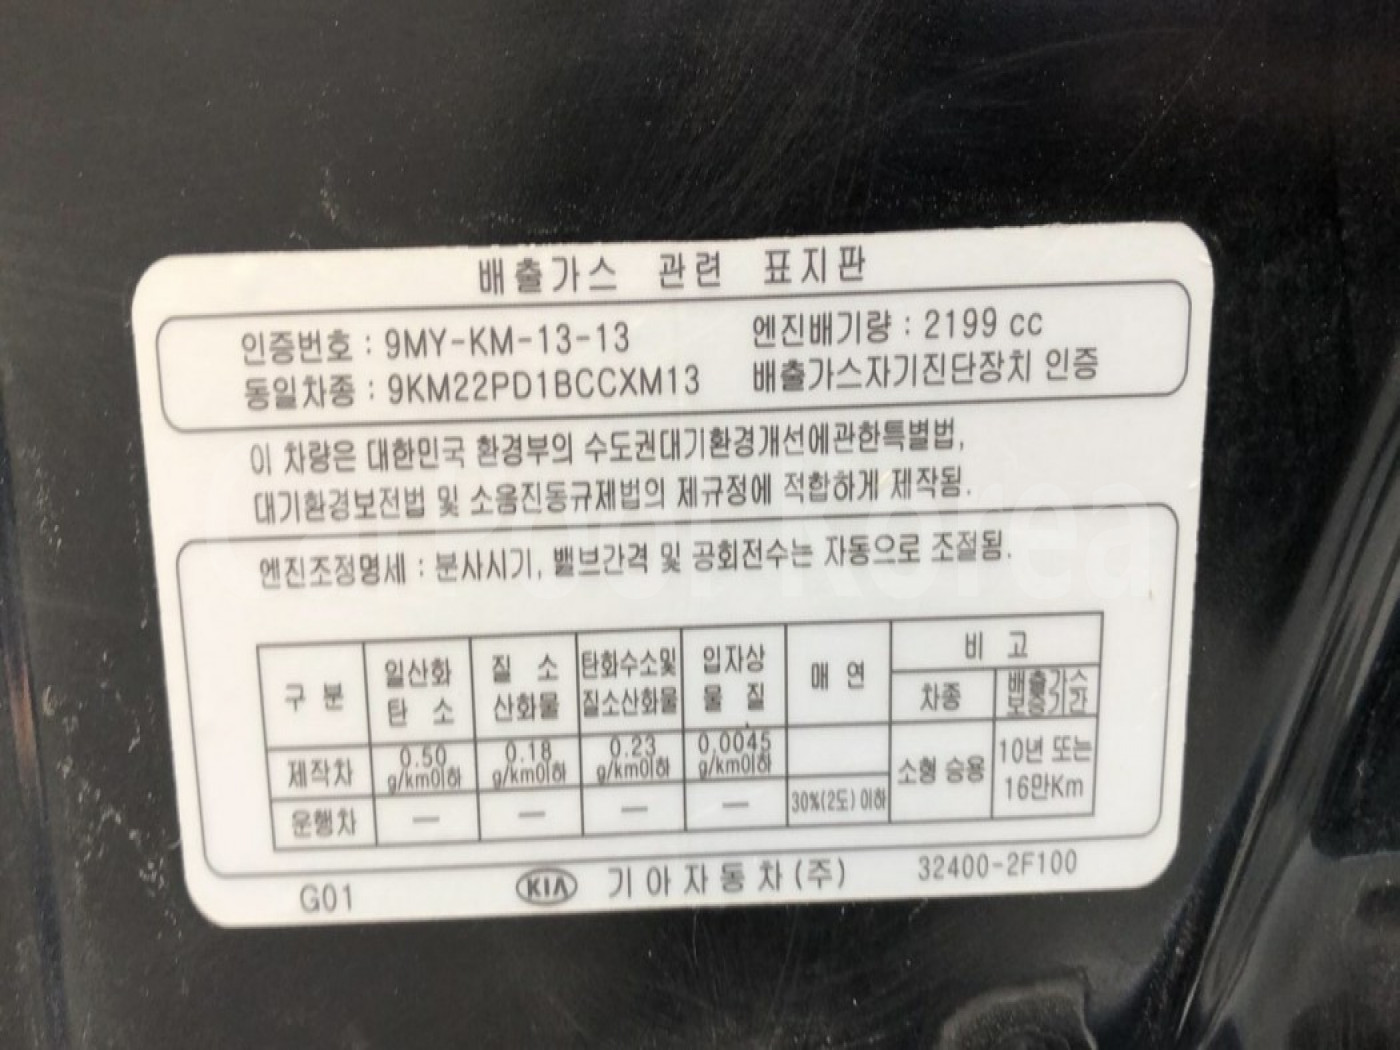 배출가스 관련 표지판
인증번호 : 9MY-KM-13-13 엔진배기량 : 2199 cc
동일차종 : 9KM22PD1BCCXM13 배출가스자기진단장치 인증
이 차량은 대한민국 환경부의 수도권대기환경개선에관한특별법,
대기환경보전법 및 소음진동규제법의 제규정에 적합하게 제작됨.
엔진조정명세 : 분사시기, 밸브간격 및 공회전수는 자동으로 조절됨.
구 분 일산화탄 소 질 소산화물 탄화수소및질소산화물 입자상물 질 매 연 비 고
차종 배출가스보증기간
제작차 0.50g/km이하 0.18g/km이하 0.23g/km이하 0.0045g/km이하 소형 승용 10년 또는 16만Km
운행차 — — — — 30%(2도)이하
G01 KIA 기아자동차(주) 32400-2F100
Korea